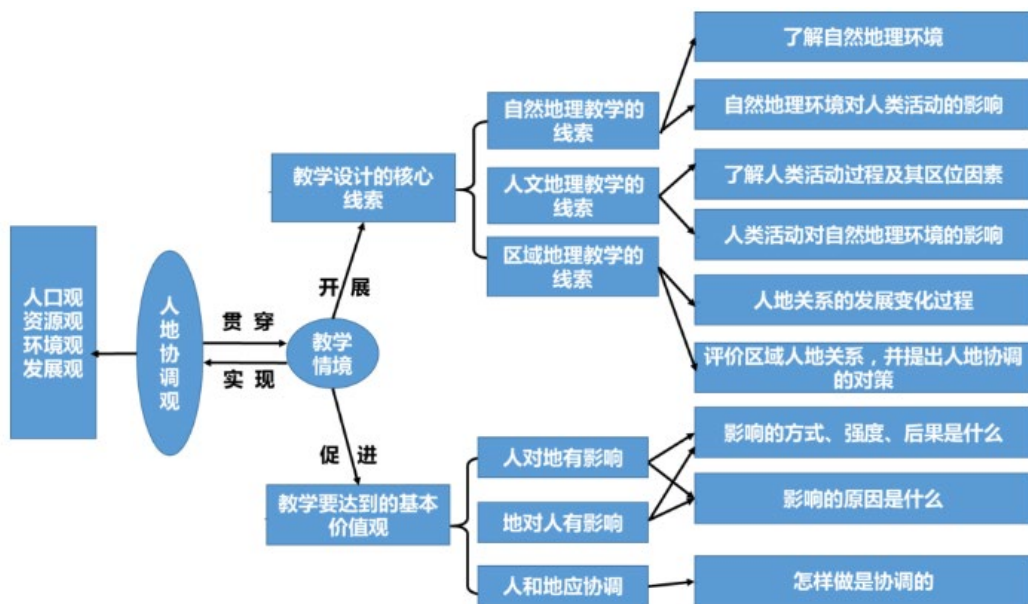 人口观
资源观
环境观
发展观
人地协调观
贯 穿
实 现
教学
情境
开 展
促 进
教学设计的核心
线索
自然地理教学的
线索
人文地理教学的
线索
区域地理教学的
线索
了解自然地理环境
自然地理环境对人类活动的影响
了解人类活动过程及其区位因素
人类活动对自然地理环境的影响
人地关系的发展变化过程
评价区域人地关系，并提出人地协调
的对策
教学要达到的基本
价值观
人对地有影响
地对人有影响
人和地应协调
影响的方式、强度、后果是什么
影响的原因是什么
怎样做是协调的